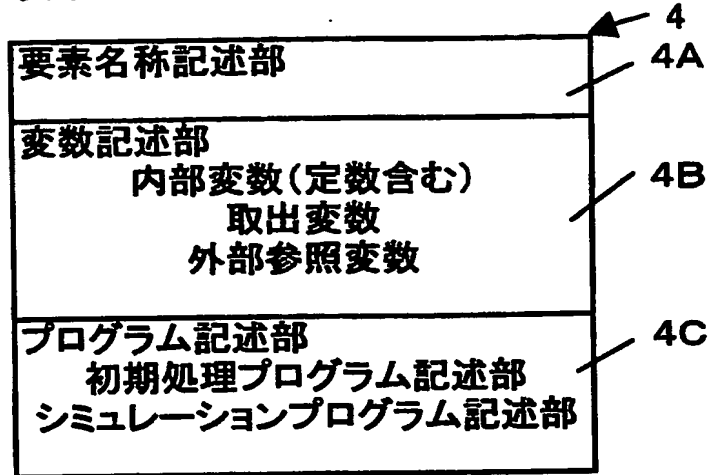 4
要素名称記述部
4A
変数記述部
内部変数(定数含む)
4B
取出変数
外部参照変数
プログラム記述部
4C
初期処理プログラム記述部
シミュレーションプログラム記述部